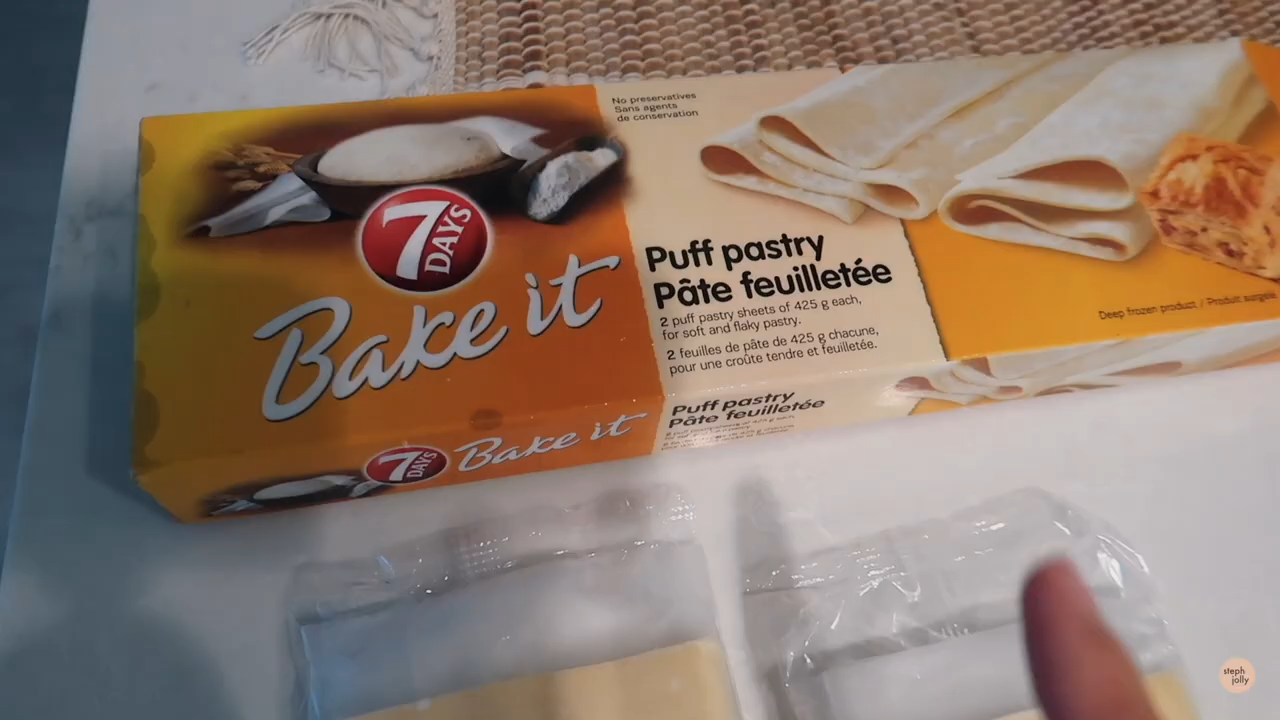 No preservatives
Sans agents
de conservation
7
DAYS
Bake it
Puff pastry
Pâte feuilletée
2 puff pastry sheets of 425 g each,
for soft and flaky pastry.
2 feuilles de pâte de 425 g chacune,
pour une croûte tendre et feuilletée.
Deep frozen product / Produit surgelé
7
DAYS
Bake it
Puff pastry
Pâte feuilletée
steph
jolly